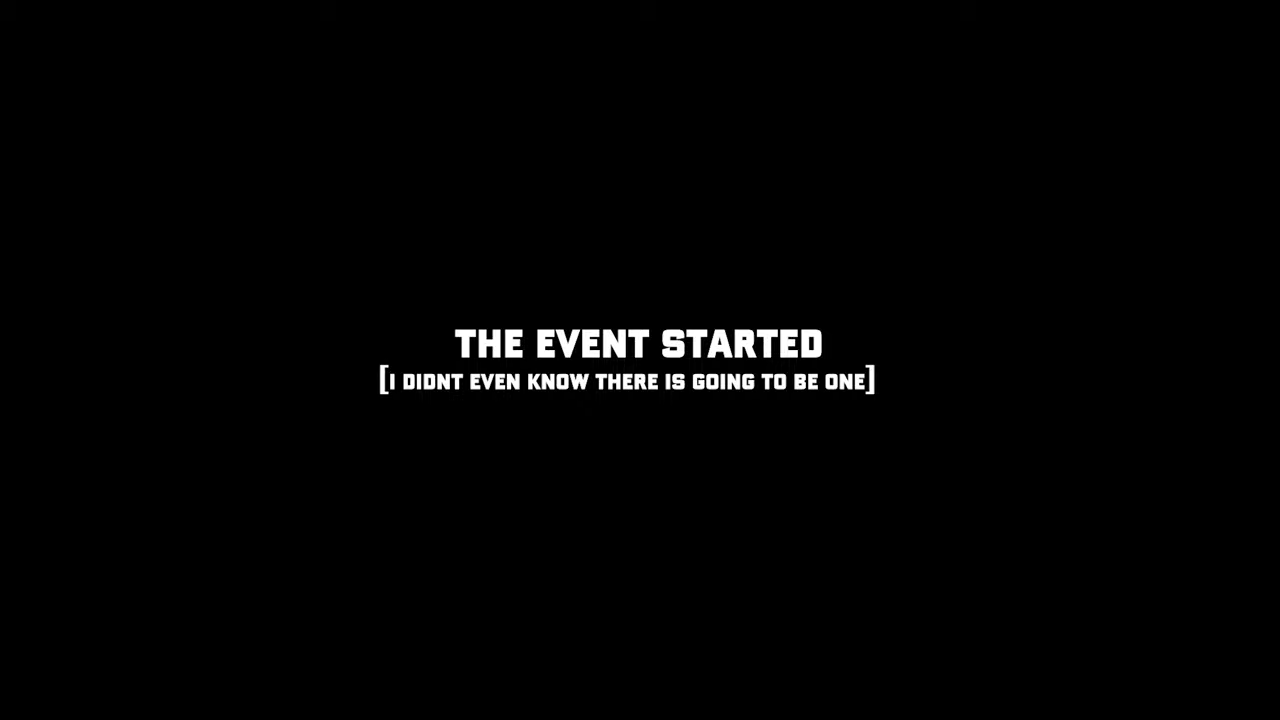 THE EVENT STARTED
[I DIDNT EVEN KNOW THERE IS GOING TO BE ONE]